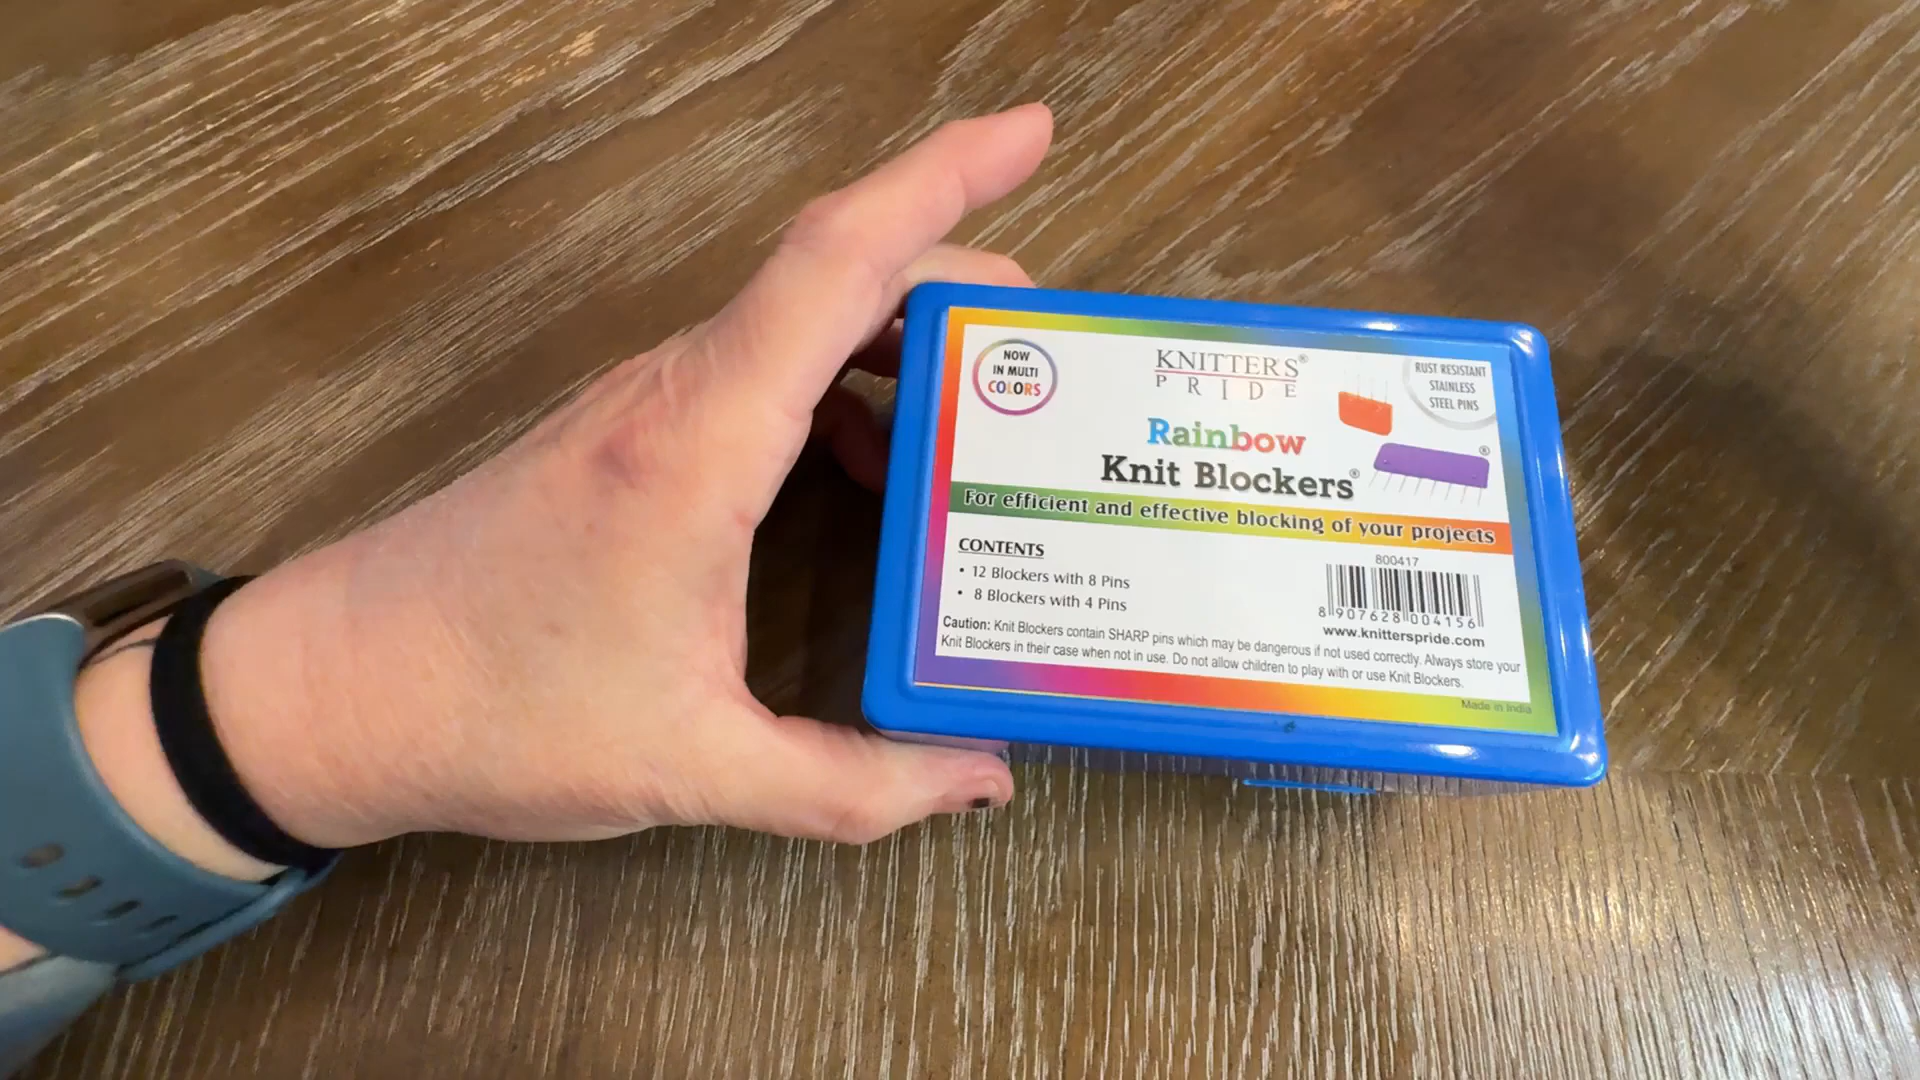 NOW
IN MULTI
COLORS
KNITTER'S®
PRIDE
RUST RESISTANT
STAINLESS
STEEL PINS
Rainbow
Knit Blockers®
®
For efficient and effective blocking of your projects
CONTENTS
• 12 Blockers with 8 Pins
• 8 Blockers with 4 Pins
800417
8 907628 004156
www.knitterspride.com
Caution: Knit Blockers contain SHARP pins which may be dangerous if not used correctly. Always store your
Knit Blockers in their case when not in use. Do not allow children to play with or use Knit Blockers.
Made in India